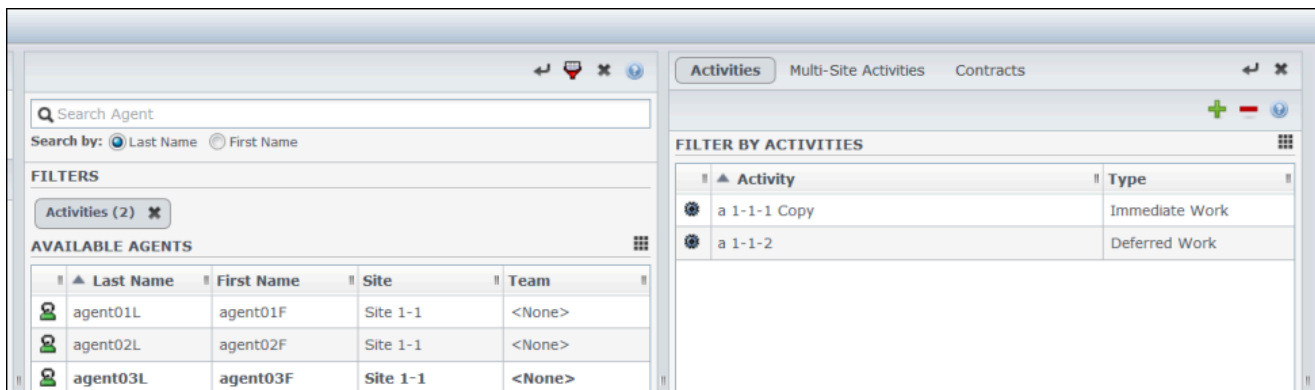 Search Agent
Search by: Last Name First Name
FILTERS
Activities (2)
AVAILABLE AGENTS
Last Name First Name Site Team
agent01L agent01F Site 1-1 <None>
agent02L agent02F Site 1-1 <None>
agent03L agent03F Site 1-1 <None>
Activities Multi-Site Activities Contracts
FILTER BY ACTIVITIES
Activity Type
a 1-1-1 Copy Immediate Work
a 1-1-2 Deferred Work